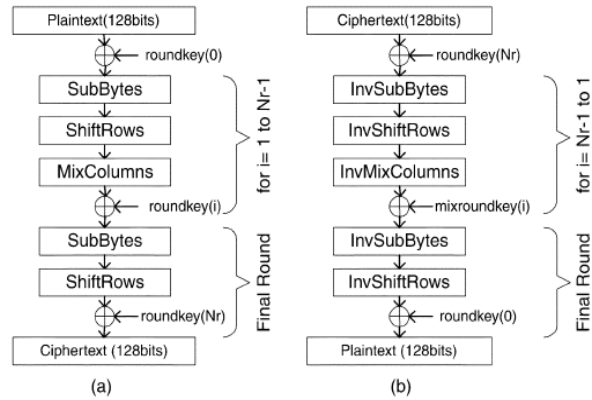 Plaintext(128bits)
roundkey(0)
SubBytes
ShiftRows
MixColumns
roundkey(i)
for i= 1 to Nr-1
SubBytes
ShiftRows
roundkey(Nr)
Final Round
Ciphertext (128bits)
(a)
Ciphertext(128bits)
roundkey(Nr)
InvSubBytes
InvShiftRows
InvMixColumns
mixroundkey(i)
for i= Nr-1 to 1
InvSubBytes
InvShiftRows
roundkey(0)
Final Round
Plaintext (128bits)
(b)